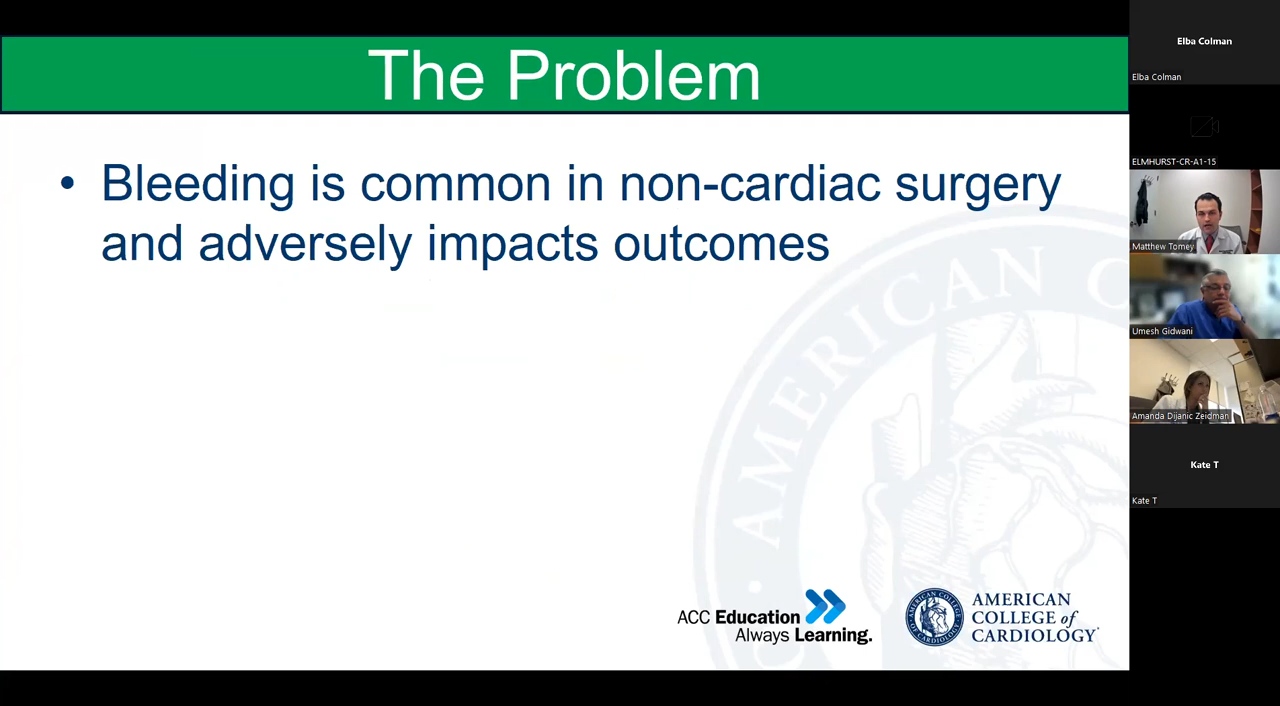 The Problem
• Bleeding is common in non-cardiac surgery
and adversely impacts outcomes
AMERICAN C
ACC Education
Always Learning.
AMERICAN
COLLEGE of
CARDIOLOGY
Elba Colman
Elba Colman
ELMHURST-CR-A1-15
Matthew Tomey
Umesh Gidwani
Amanda Dijanic Zeidman
Kate T
Kate T